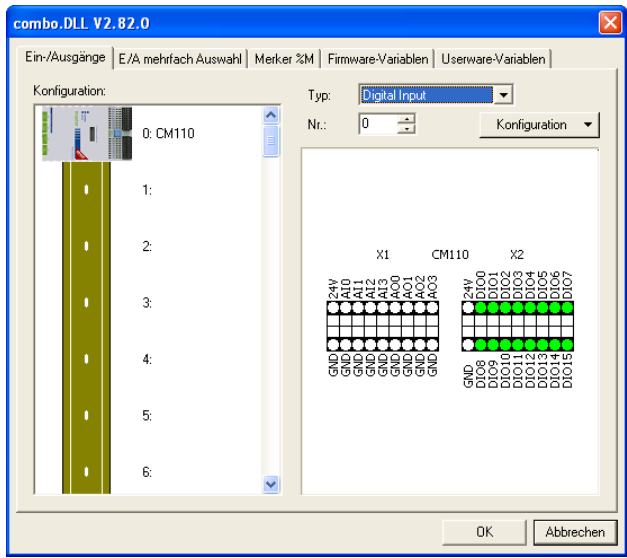 combo.DLL V2.82.0
Ein-/Ausgänge E/A mehrfach Auswahl Merker %M Firmware-Variablen Userware-Variablen
Konfiguration:
Typ: Digital Input
Nr.: 0 Konfiguration
0: CM110
1:
2:
3:
4:
5:
6:
X1 CM110 X2
24V AI0 AI1 AI2 AI3 AO0 AO1 AO2 AO3
24V DIO0 DIO1 DIO2 DIO3 DIO4 DIO5 DIO6 DIO7
GND GND GND GND GND GND GND GND GND
GND DIO8 DIO9 DIO10 DIO11 DIO12 DIO13 DIO14 DIO15
OK Abbrechen